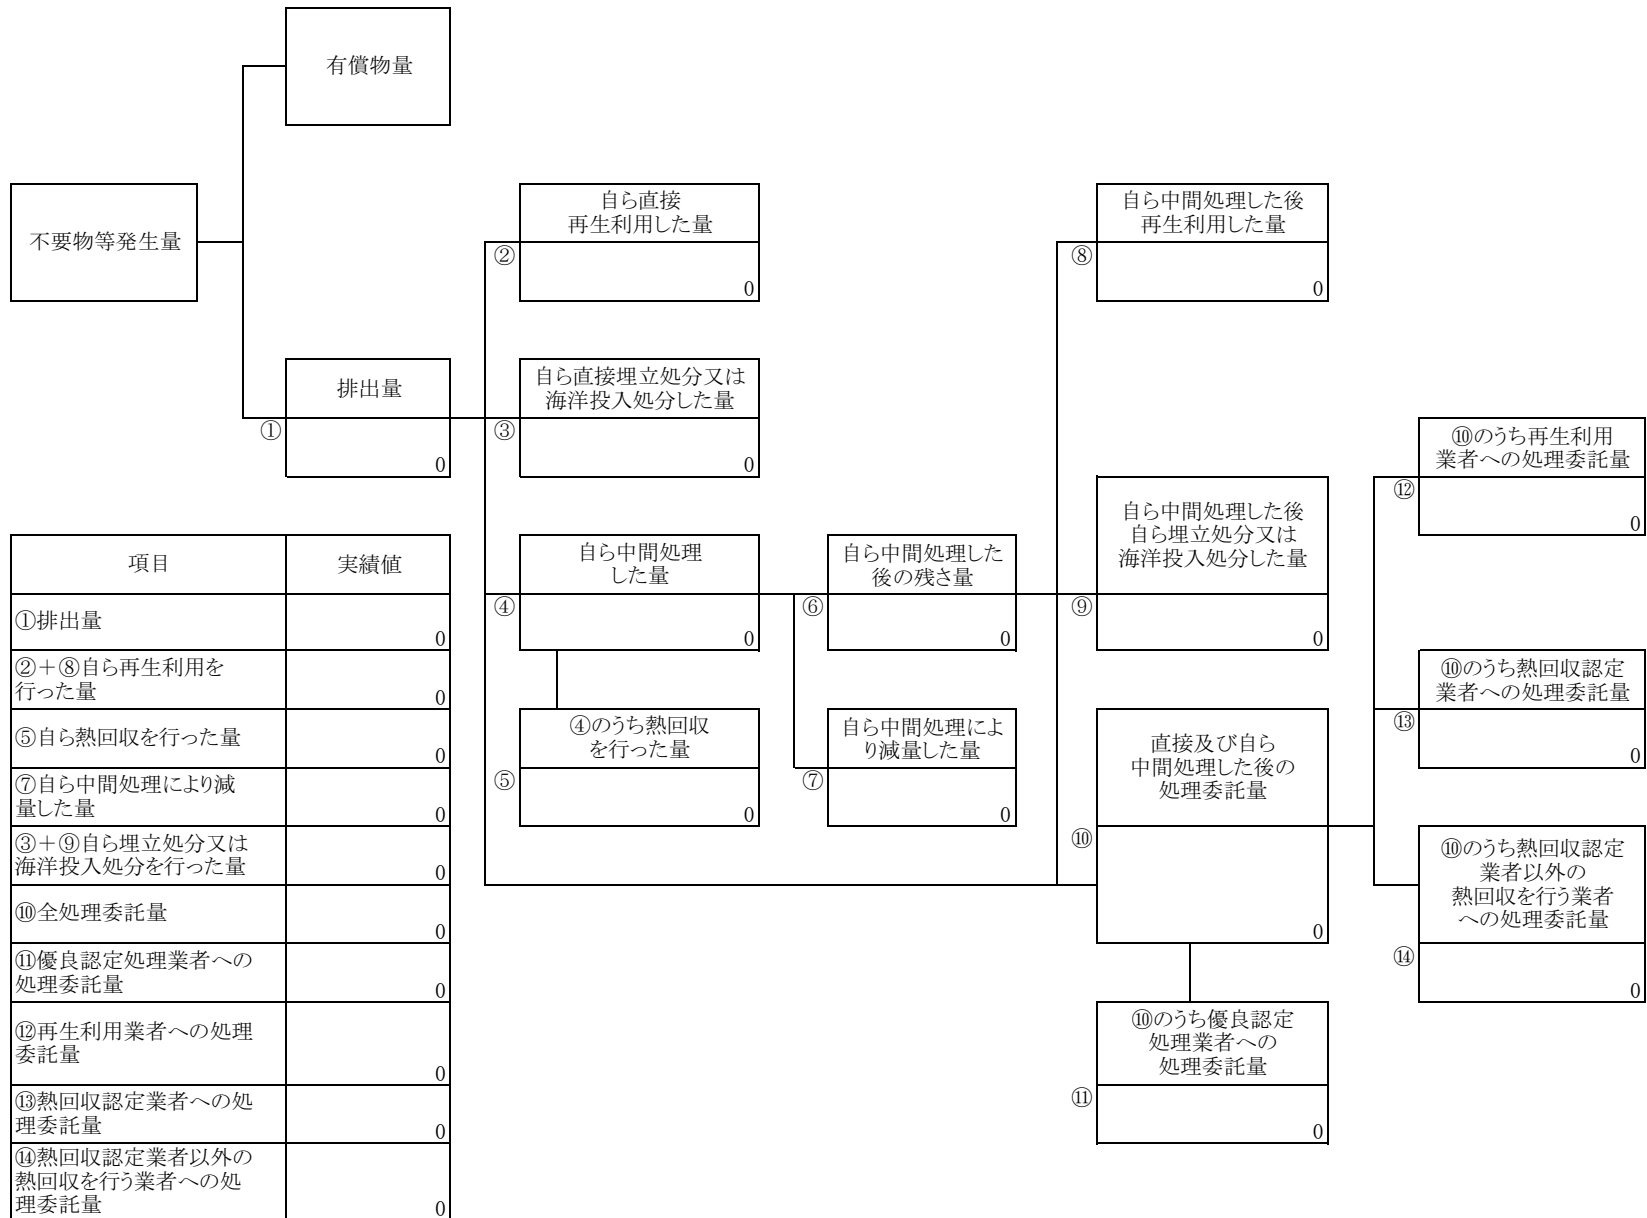 有償物量
不要物等発生量
自ら直接
再生利用した量
②
0
自ら中間処理した後
再生利用した量
⑧
0
排出量
①
0
自ら直接埋立処分又は
海洋投入処分した量
③
0
⑩のうち再生利用
業者への処理委託量
⑫
0
自ら中間処理した後
自ら埋立処分又は
海洋投入処分した量
⑨
0
自ら中間処理
した量
④
0
自ら中間処理した
後の残さ量
⑥
0
⑩のうち熱回収認定
業者への処理委託量
⑬
0
④のうち熱回収
を行った量
⑤
0
自ら中間処理によ
り減量した量
⑦
0
直接及び自ら
中間処理した後の
処理委託量
⑩
0
⑩のうち熱回収認定
業者以外の
熱回収を行う業者
への処理委託量
⑭
0
⑩のうち優良認定
処理業者への
処理委託量
⑪
0
項目 実績値
①排出量
0
②＋⑧自ら再生利用を
行った量
0
⑤自ら熱回収を行った量
0
⑦自ら中間処理により減
量した量
0
③＋⑨自ら埋立処分又は
海洋投入処分を行った量
0
⑩全処理委託量
0
⑪優良認定処理業者への
処理委託量
0
⑫再生利用業者への処理
委託量
0
⑬熱回収認定業者への処
理委託量
0
⑭熱回収認定業者以外の
熱回収を行う業者への処
理委託量
0